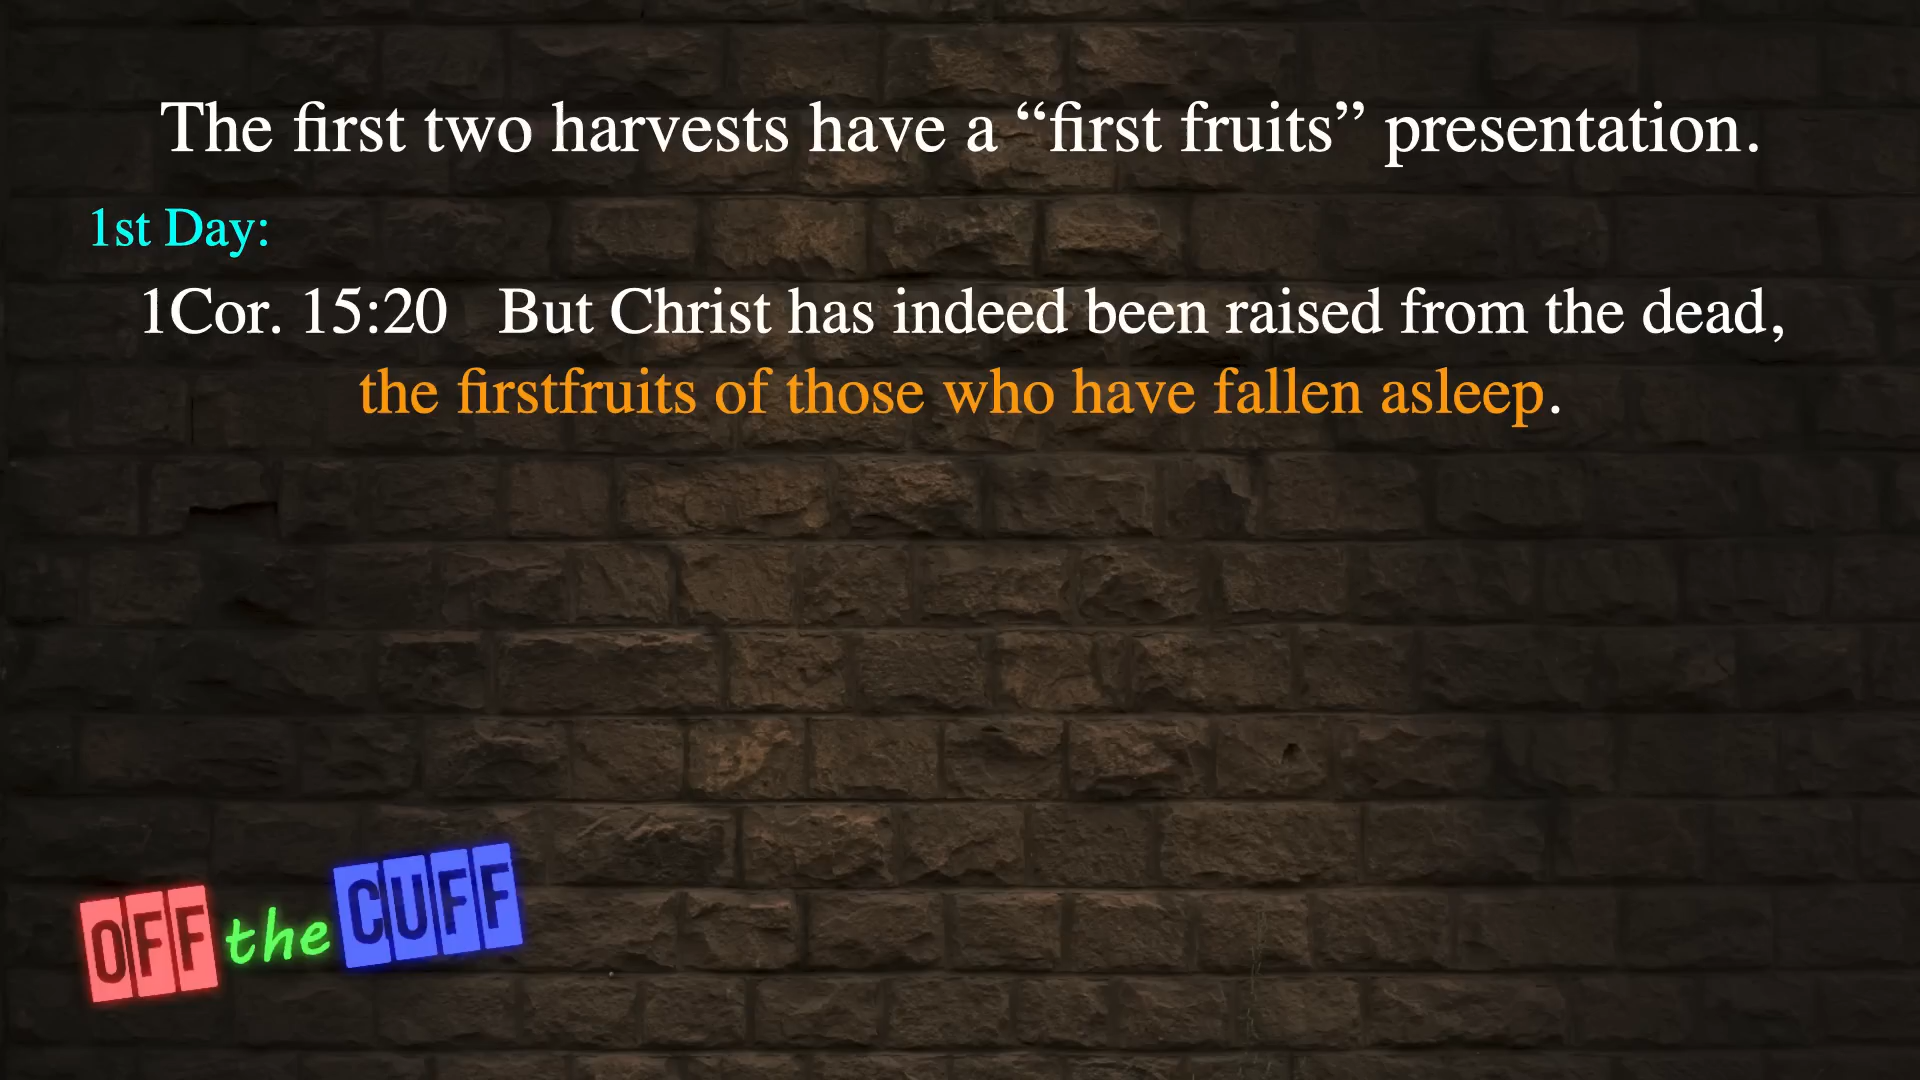 The first two harvests have a “first fruits” presentation.
1st Day:
1Cor. 15:20   But Christ has indeed been raised from the dead,
the firstfruits of those who have fallen asleep.
OFF the CUFF